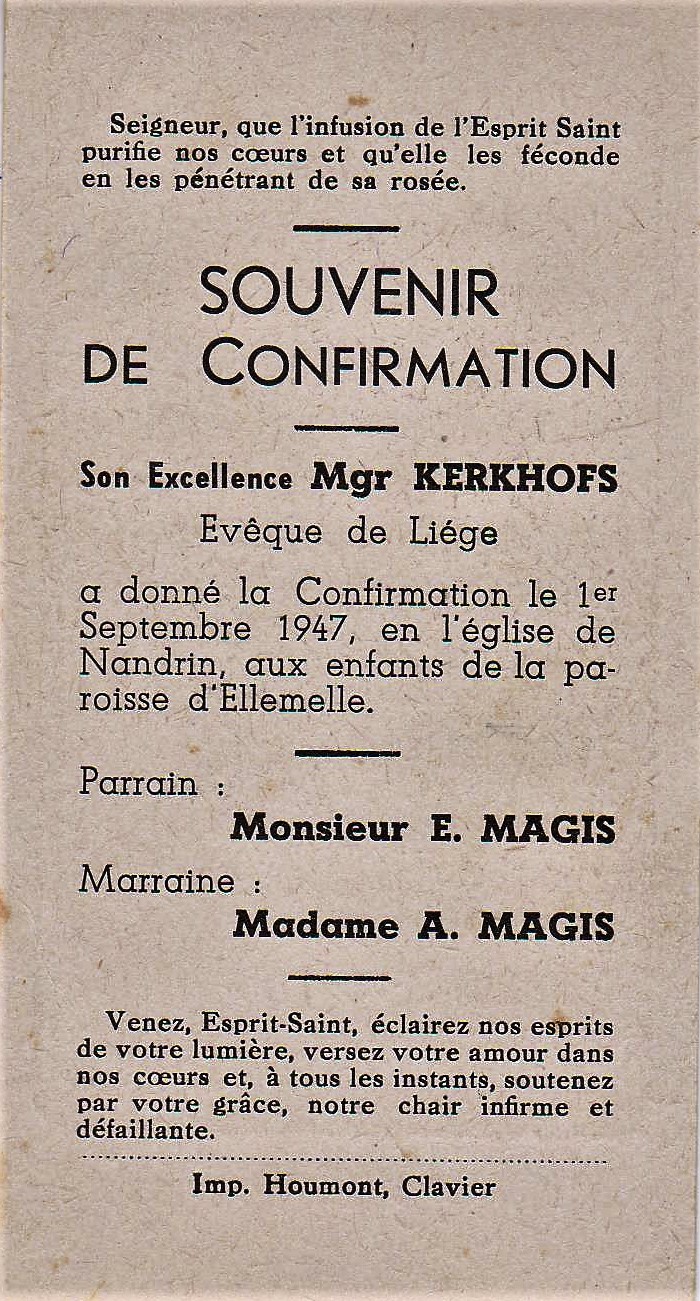 Seigneur, que l'infusion de l'Esprit Saint
purifie nos cœurs et qu'elle les féconde
en les pénétrant de sa rosée.
SOUVENIR
DE CONFIRMATION
Son Excellence Mgr KERKHOFS
Evêque de Liége
a donné la Confirmation le 1er
Septembre 1947, en l'église de
Nandrin, aux enfants de la pa-
roisse d'Ellemelle.
Parrain :
Monsieur E. MAGIS
Marraine :
Madame A. MAGIS
Venez, Esprit-Saint, éclairez nos esprits
de votre lumière, versez votre amour dans
nos cœurs et, à tous les instants, soutenez
par votre grâce, notre chair infirme et
défaillante.
Imp. Houmont, Clavier